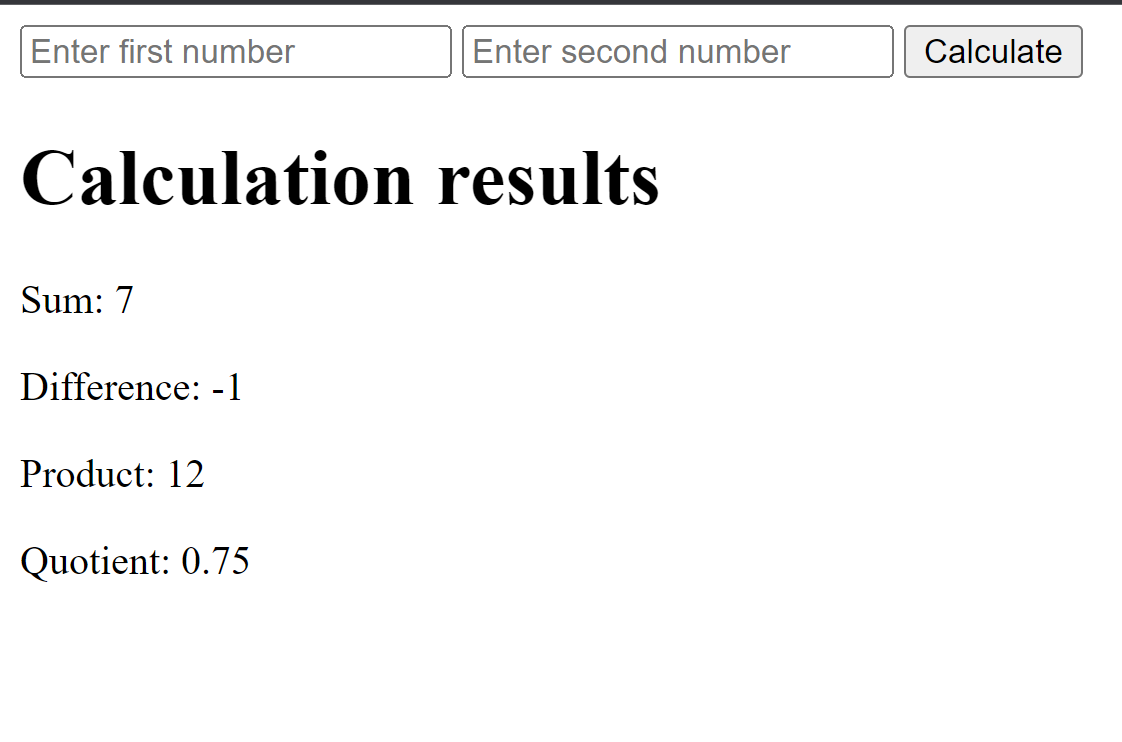 Enter first number Enter second number Calculate
Calculation results
Sum: 7
Difference: -1
Product: 12
Quotient: 0.75